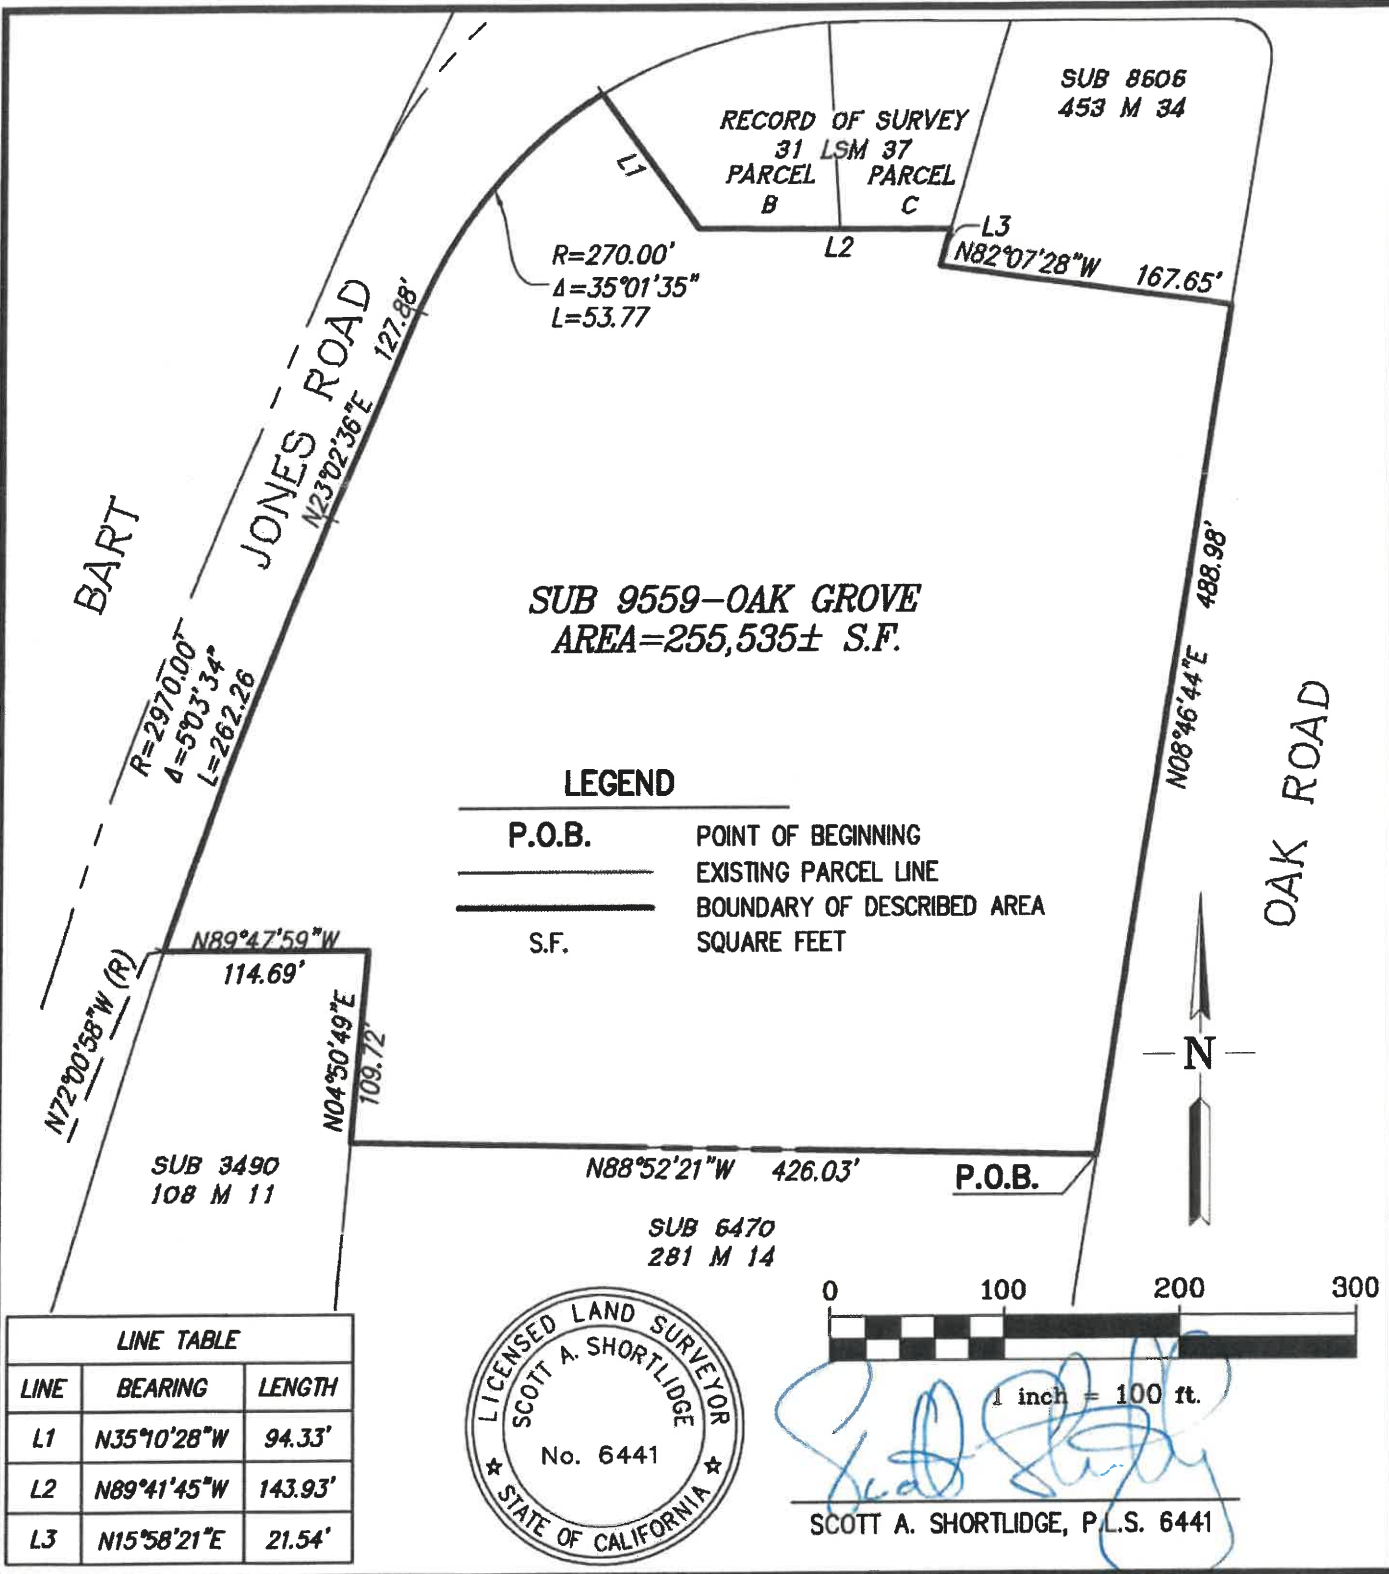 SUB 8606
453 M 34
RECORD OF SURVEY
31 LSM 37
PARCEL B
PARCEL C
L1
L2
L3
N82°07'28"W 167.65'
R=270.00'
Δ=35°01'35"
L=53.77
N23°02'36"E 127.88'
BART
JONES ROAD
R=2970.00'
Δ=5°03'34"
L=262.26
SUB 9559-OAK GROVE
AREA=255,535± S.F.
N08°46'44"E 488.98'
OAK ROAD
LEGEND
P.O.B. POINT OF BEGINNING
EXISTING PARCEL LINE
BOUNDARY OF DESCRIBED AREA
S.F. SQUARE FEET
N89°47'59"W
114.69'
N72°00'58"W (R)
N04°50'49"E
109.72'
N
N88°52'21"W 426.03'
P.O.B.
SUB 3490
108 M 11
SUB 6470
281 M 14
0 100 200 300
1 inch = 100 ft.
LINE TABLE
LINE BEARING LENGTH
L1 N35°10'28"W 94.33'
L2 N89°41'45"W 143.93'
L3 N15°58'21"E 21.54'
LICENSED LAND SURVEYOR
SCOTT A. SHORTLIDGE
No. 6441
STATE OF CALIFORNIA
Scott Shortlidge
SCOTT A. SHORTLIDGE, P.L.S. 6441